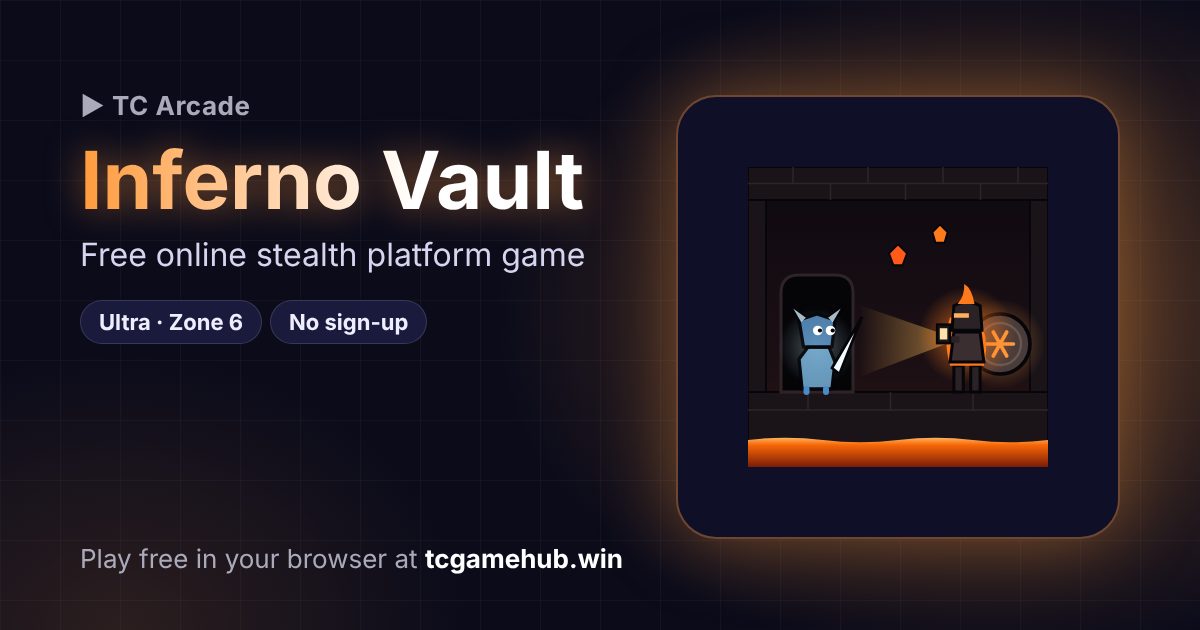 ▶ TC Arcade
Inferno Vault
Free online stealth platform game
Ultra · Zone 6
No sign-up
Play free in your browser at tcgamehub.win